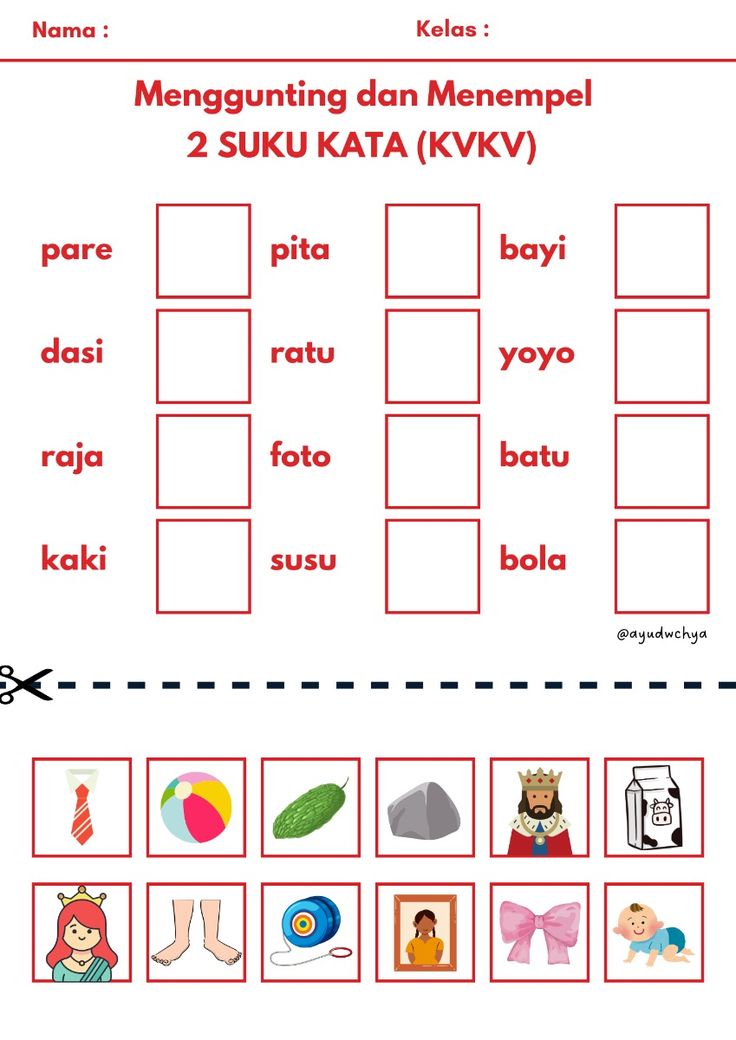 Nama : Kelas :
Menggunting dan Menempel
2 SUKU KATA (KVKV)
pare pita bayi
dasi ratu yoyo
raja foto batu
kaki susu bola
@ayudwchya